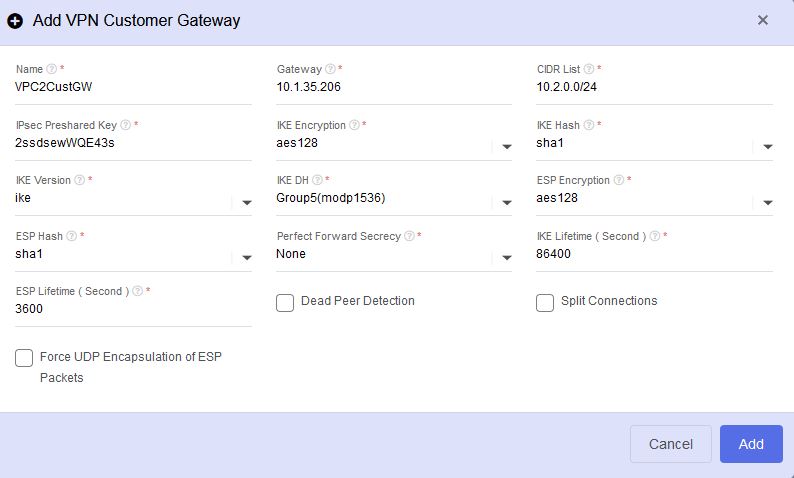 Add VPN Customer Gateway
Name * Gateway * CIDR List *
VPC2CustGW 10.1.35.206 10.2.0.0/24
IPsec Preshared Key * IKE Encryption * IKE Hash *
2ssdsewWQE43s aes128 sha1
IKE Version * IKE DH * ESP Encryption *
ike Group5(modp1536) aes128
ESP Hash * Perfect Forward Secrecy * IKE Lifetime ( Second ) *
sha1 None 86400
ESP Lifetime ( Second ) *
3600 Dead Peer Detection Split Connections
Force UDP Encapsulation of ESP
Packets
Cancel Add